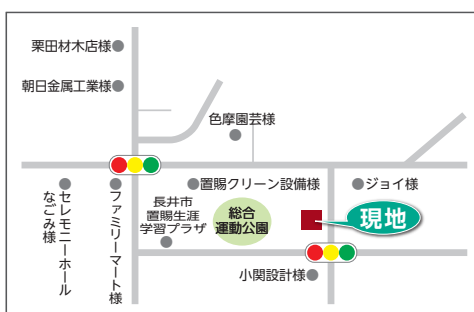 栗田材木店様
朝日金属工業様
色摩園芸様
置賜クリーン設備様
ジョイ様
セレモニーホール
なごみ様
ファミリーマート様
長井市
置賜生涯
学習プラザ
総合
運動公園
現地
小関設計様